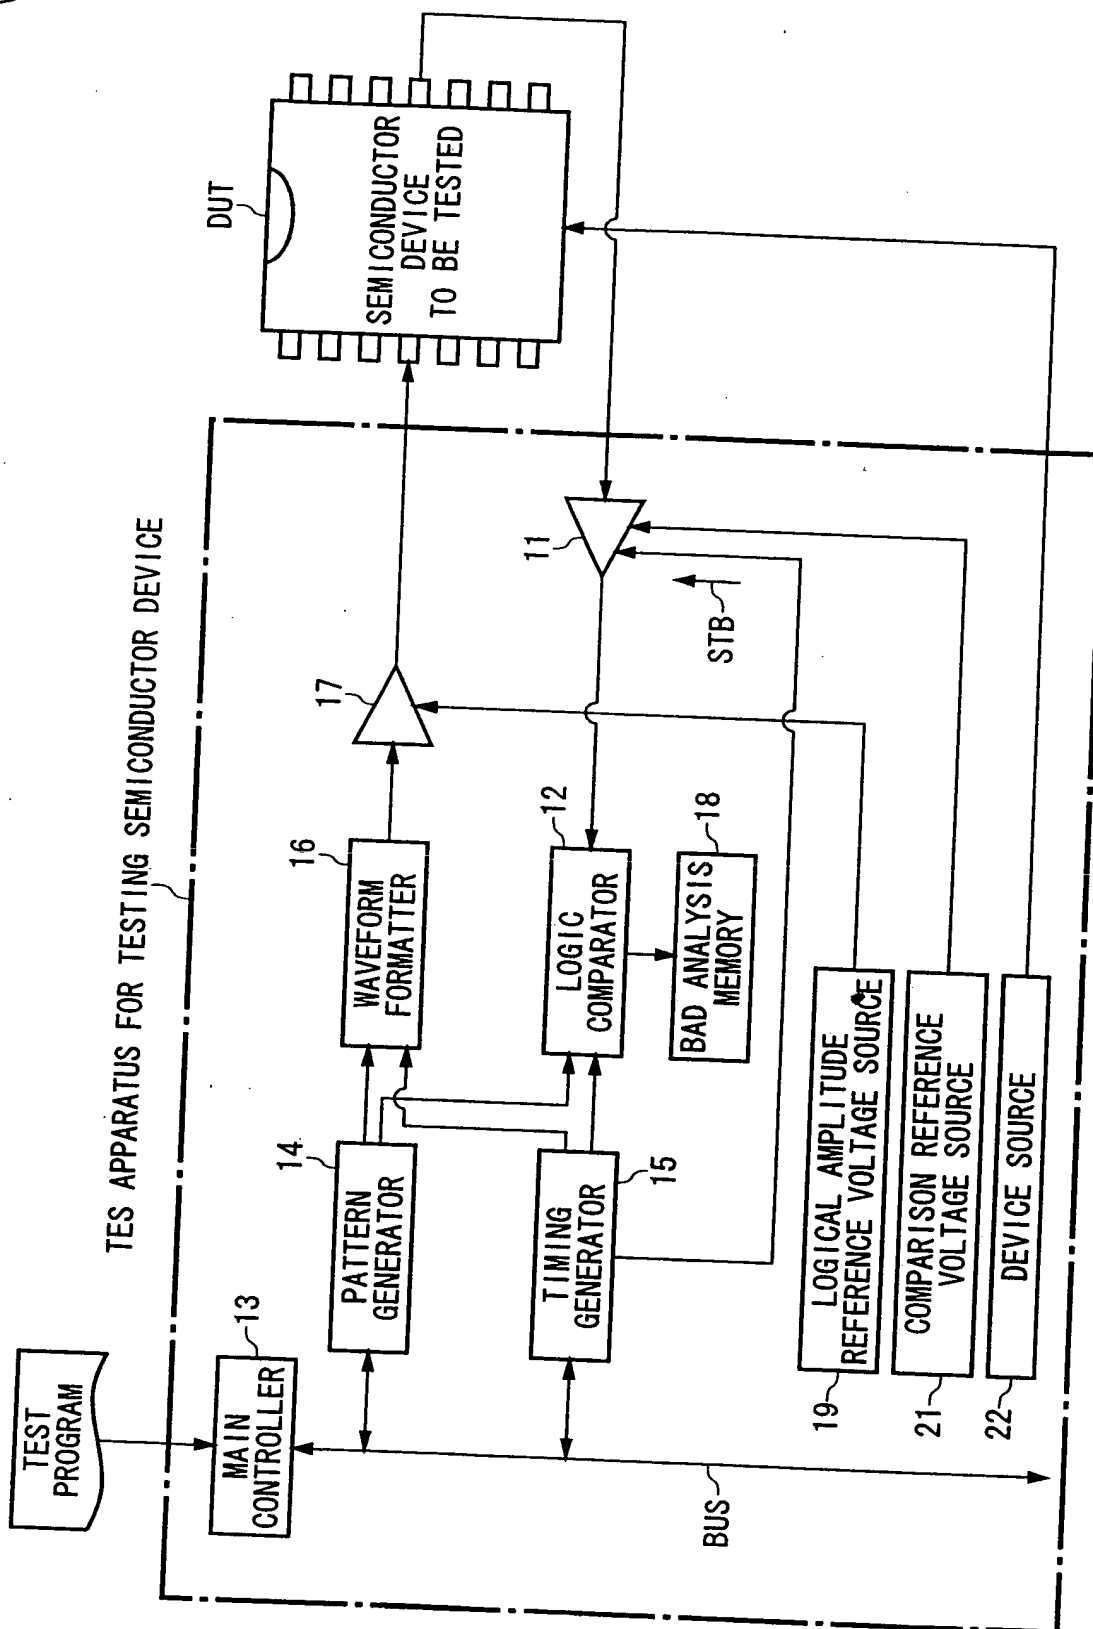 TES APPARATUS FOR TESTING SEMICONDUCTOR DEVICE
TEST
PROGRAM
MAIN
CONTROLLER
13
PATTERN
GENERATOR
14
WAVEFORM
FORMATTER
16
17
DUT
SEMICONDUCTOR
DEVICE
TO BE TESTED
TIMING
GENERATOR
15
LOGIC
COMPARATOR
12
11
STB
BAD ANALYSIS
MEMORY
18
LOGICAL AMPLITUDE
REFERENCE VOLTAGE SOURCE
19
COMPARISON REFERENCE
VOLTAGE SOURCE
21
DEVICE SOURCE
22
BUS